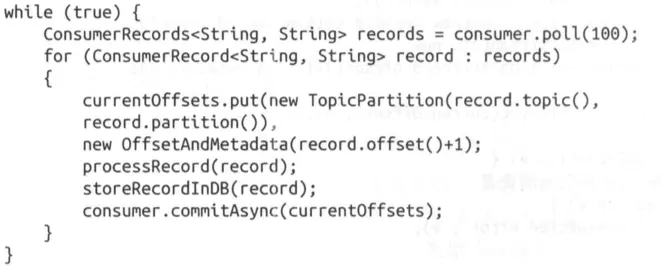 while (true) {
    ConsumerRecords<String, String> records = consumer.poll(100);
    for (ConsumerRecord<String, String> record : records)
    {
        currentOffsets.put(new TopicPartition(record.topic(),
        record.partition()),
        new OffsetAndMetadata(record.offset()+1);
        processRecord(record);
        storeRecordInDB(record);
        consumer.commitAsync(currentOffsets);
    }
}